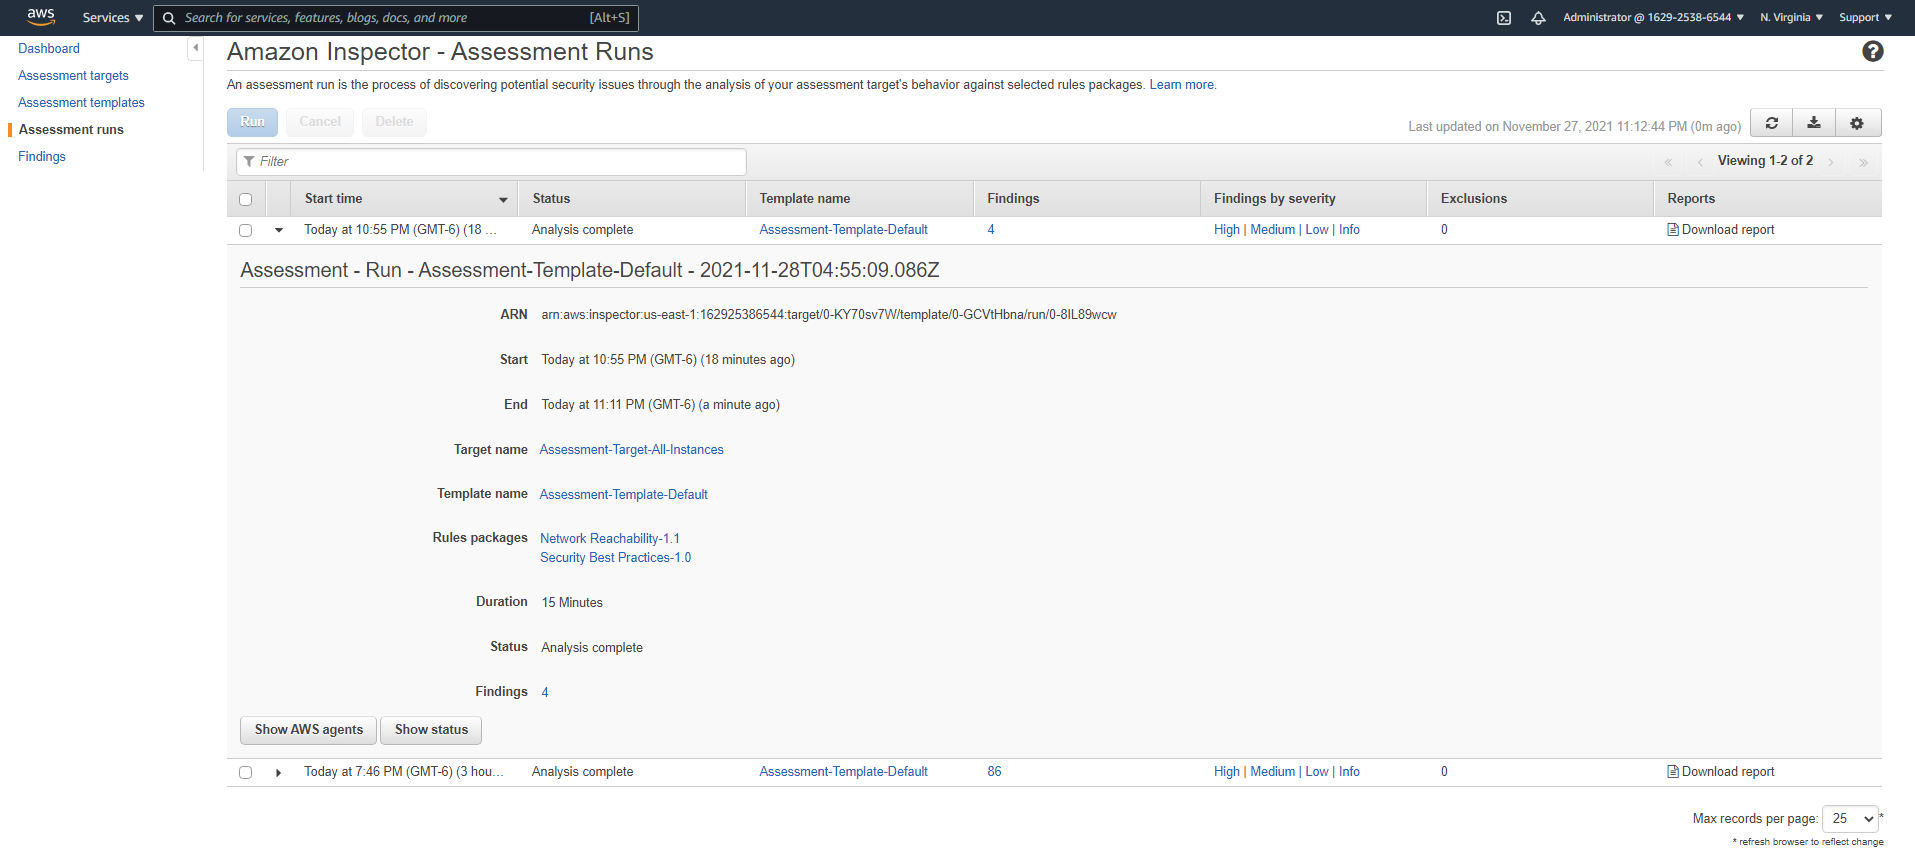 aws Services Search for services, features, blogs, docs, and more [Alt+S] Administrator @ 1629-2538-6544 N. Virginia Support
Dashboard
Assessment targets
Assessment templates
Assessment runs
Findings
Amazon Inspector - Assessment Runs
An assessment run is the process of discovering potential security issues through the analysis of your assessment target's behavior against selected rules packages. Learn more.
Run Cancel Delete
Last updated on November 27, 2021 11:12:44 PM (0m ago)
Filter
« ‹ Viewing 1-2 of 2 › »
Start time Status Template name Findings Findings by severity Exclusions Reports
Today at 10:55 PM (GMT-6) (18 ... Analysis complete Assessment-Template-Default 4 High | Medium | Low | Info 0 Download report
Assessment - Run - Assessment-Template-Default - 2021-11-28T04:55:09.086Z
ARN arn:aws:inspector:us-east-1:162925386544:target/0-KY70sv7W/template/0-GCVtHbna/run/0-8IL89wcw
Start Today at 10:55 PM (GMT-6) (18 minutes ago)
End Today at 11:11 PM (GMT-6) (a minute ago)
Target name Assessment-Target-All-Instances
Template name Assessment-Template-Default
Rules packages Network Reachability-1.1
Security Best Practices-1.0
Duration 15 Minutes
Status Analysis complete
Findings 4
Show AWS agents Show status
Today at 7:46 PM (GMT-6) (3 hou... Analysis complete Assessment-Template-Default 86 High | Medium | Low | Info 0 Download report
Max records per page: 25 *
* refresh browser to reflect change